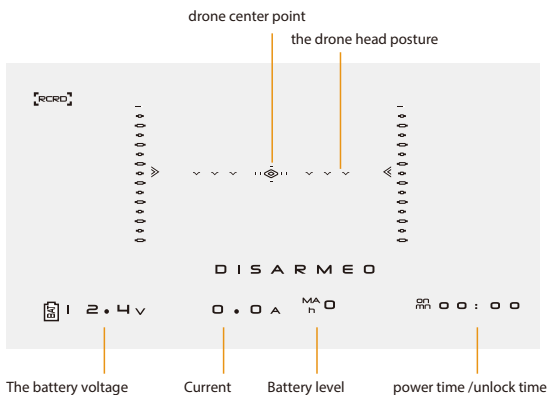 drone center point
the drone head posture
[RCRD]
DISARMED
BAT 12.4V
0.0A
MAh 0
on mn 00:00
The battery voltage
Current
Battery level
power time /unlock time